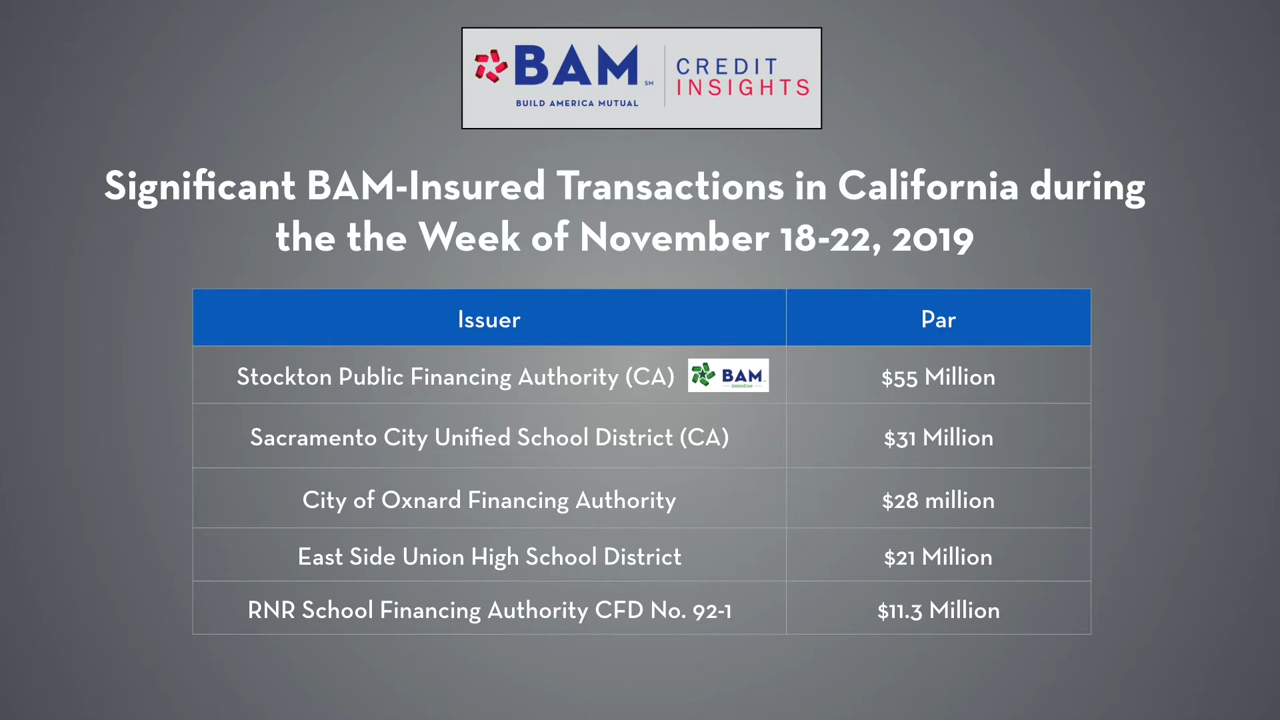 BAM SM CREDIT
INSIGHTS
BUILD AMERICA MUTUAL
Significant BAM-Insured Transactions in California during
the the Week of November 18-22, 2019
Issuer Par
Stockton Public Financing Authority (CA) BAM $55 Million
Sacramento City Unified School District (CA) $31 Million
City of Oxnard Financing Authority $28 million
East Side Union High School District $21 Million
RNR School Financing Authority CFD No. 92-1 $11.3 Million